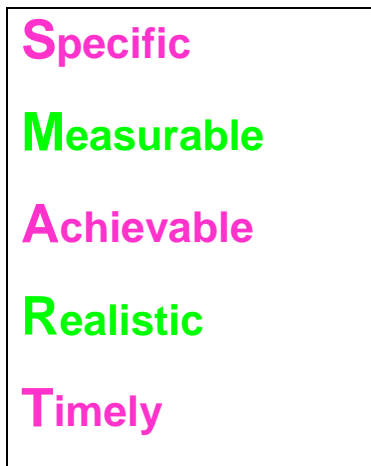 Specific
Measurable
Achievable
Realistic
Timely